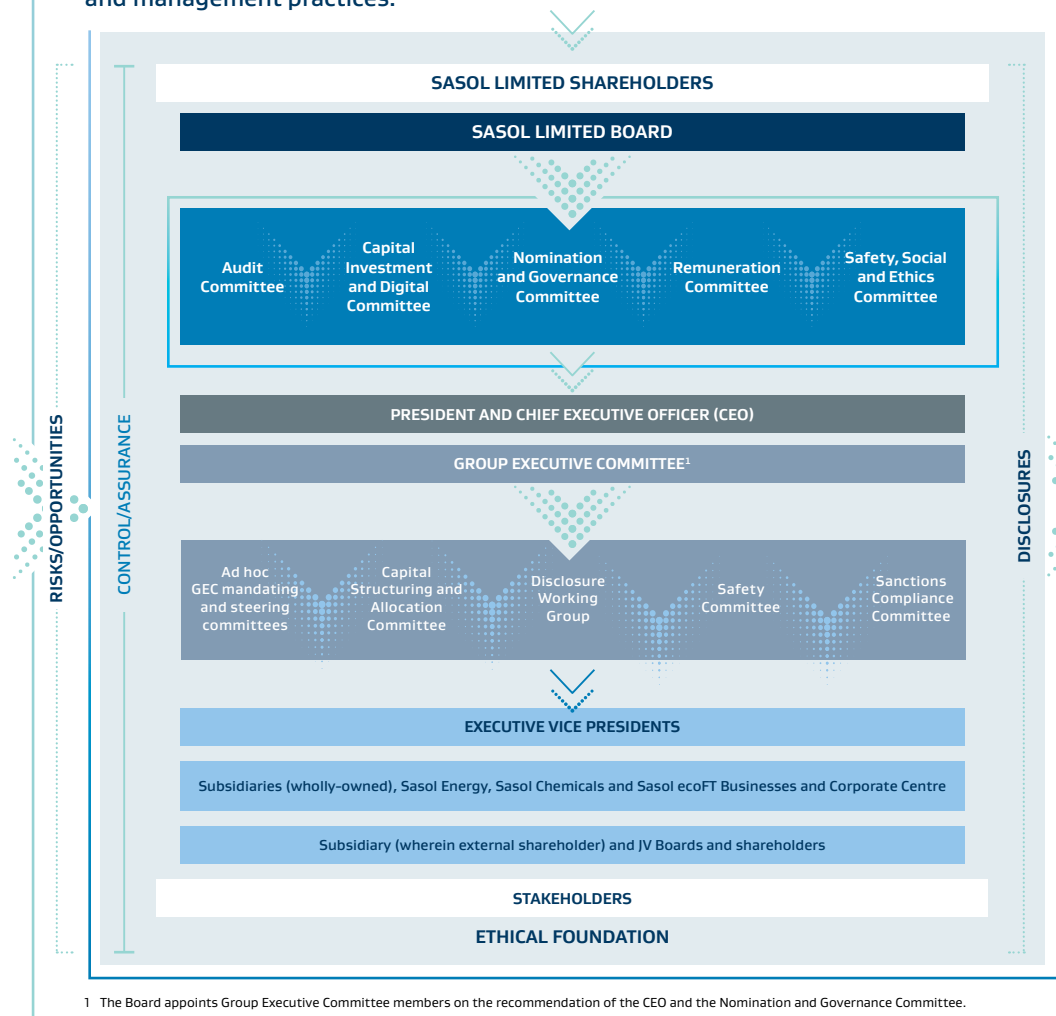 and management practices.
SASOL LIMITED SHAREHOLDERS
SASOL LIMITED BOARD
Audit
Committee
Capital
Investment
and Digital
Committee
Nomination
and Governance
Committee
Remuneration
Committee
Safety, Social
and Ethics
Committee
PRESIDENT AND CHIEF EXECUTIVE OFFICER (CEO)
GROUP EXECUTIVE COMMITTEE¹
RISKS/OPPORTUNITIES
CONTROL/ASSURANCE
DISCLOSURES
Ad hoc
GEC mandating
and steering
committees
Capital
Structuring and
Allocation
Committee
Disclosure
Working
Group
Safety
Committee
Sanctions
Compliance
Committee
EXECUTIVE VICE PRESIDENTS
Subsidiaries (wholly-owned), Sasol Energy, Sasol Chemicals and Sasol ecoFT Businesses and Corporate Centre
Subsidiary (wherein external shareholder) and JV Boards and shareholders
STAKEHOLDERS
ETHICAL FOUNDATION
1 The Board appoints Group Executive Committee members on the recommendation of the CEO and the Nomination and Governance Committee.